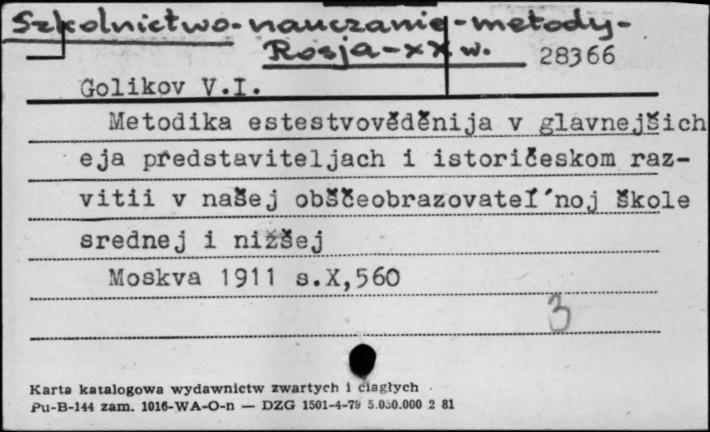 Szkolnictwo-nauczanie-metody-
Rosja-XX w. 28366
Golikov V.I.
Metodika estestvověděnija v glavnejšich
eja představiteljach i istoričeskom raz-
vitii v našej obščeobrazovateľ'noj škole
srednej i nižšej
Moskva 1911 s.X,560
3
Karta katalogowa wydawnictw zwartych i ciągłych
Pu-B-144 zam. 1016-WA-O-n — DZG 1501-4-79 5.050.000 2 81